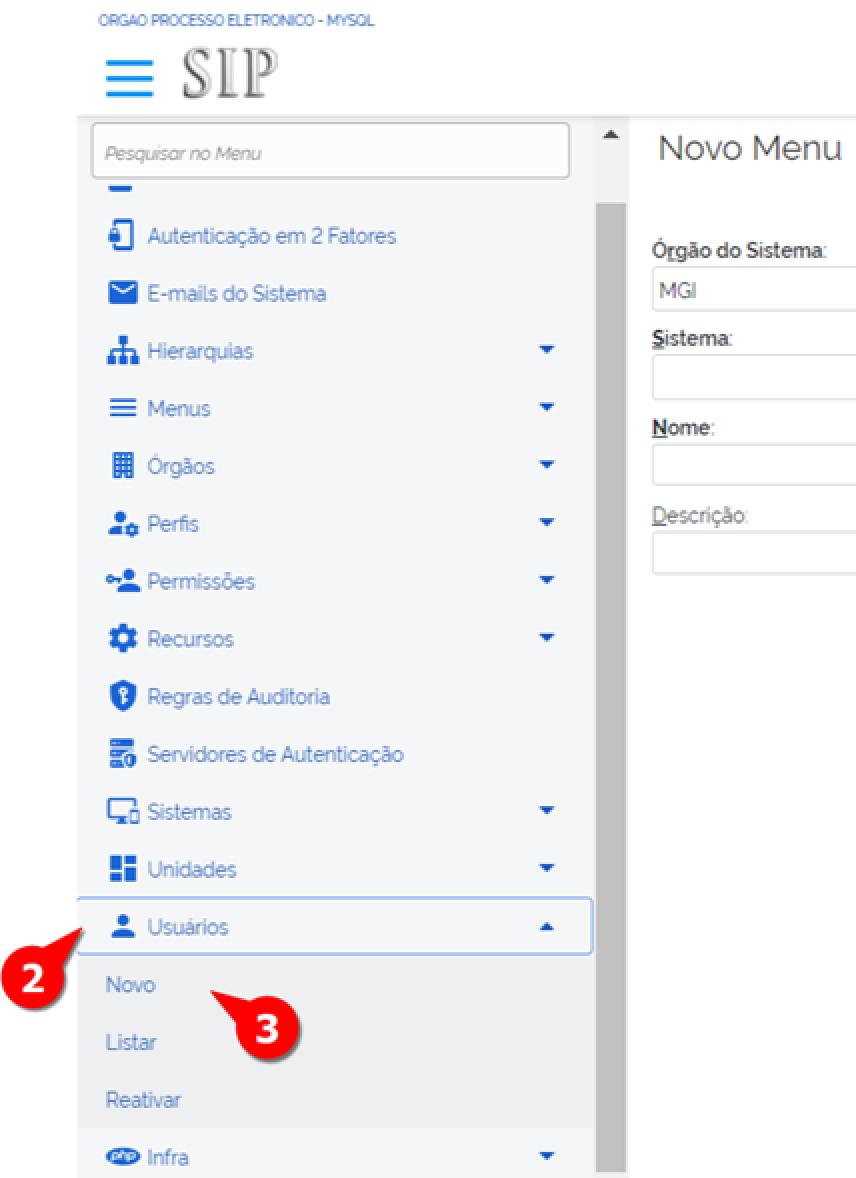 ORGAO PROCESSO ELETRONICO - MYSQL
SIP
Pesquisar no Menu
Autenticação em 2 Fatores
E-mails do Sistema
Hierarquias
Menus
Órgãos
Perfis
Permissões
Recursos
Regras de Auditoria
Servidores de Autenticação
Sistemas
Unidades
Usuários
2
Novo
3
Listar
Reativar
php Infra
Novo Menu
Órgão do Sistema:
MGI
Sistema:
Nome:
Descrição: